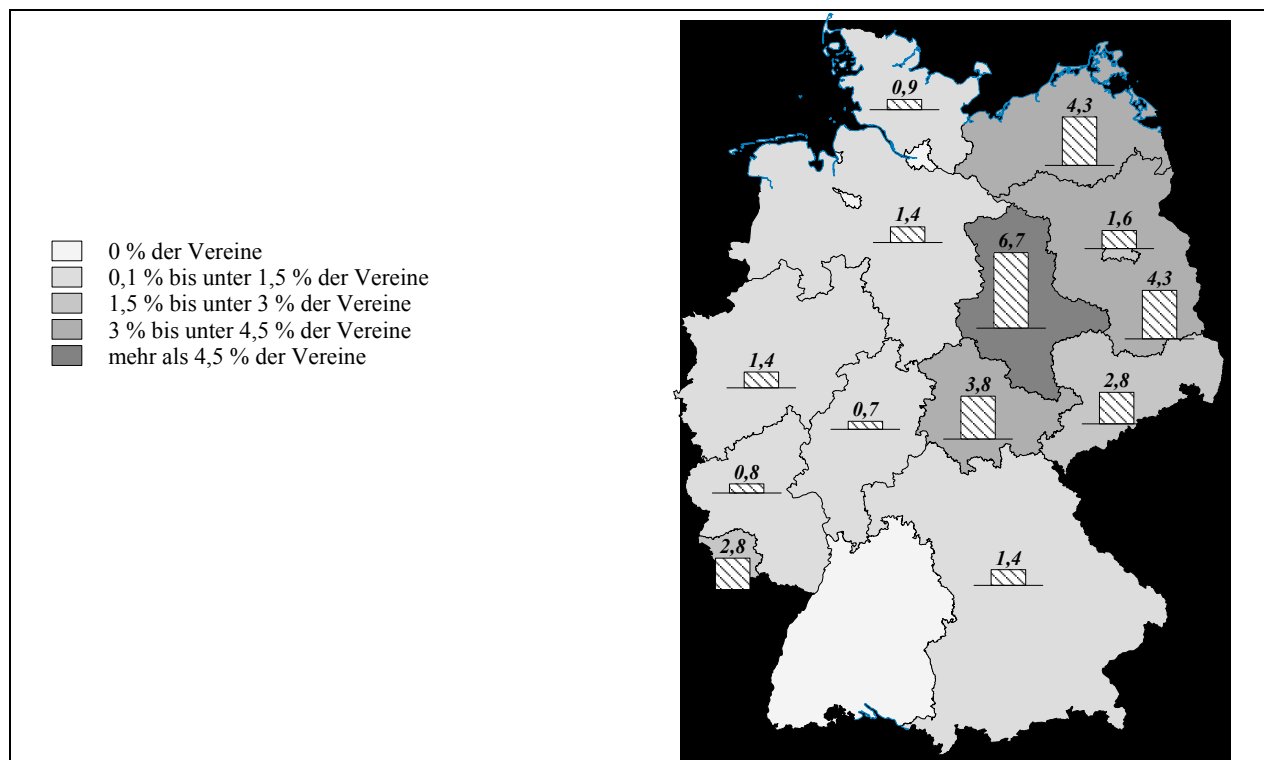 0 % der Vereine
0,1 % bis unter 1,5 % der Vereine
1,5 % bis unter 3 % der Vereine
3 % bis unter 4,5 % der Vereine
mehr als 4,5 % der Vereine
0,9
4,3
1,4
1,6
6,7
4,3
1,4
3,8
2,8
0,7
0,8
2,8
1,4